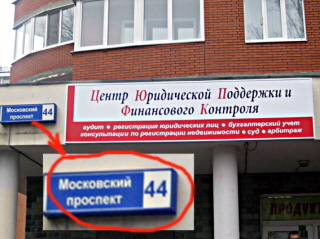 Центр Юридической Поддержки и
Финансового Контроля
аудит • регистрация юридических лиц • бухгалтерский учет
консультации по регистрации недвижимости • суд • арбитраж
Московский
проспект
44
Московский
проспект
44
ПРОДУКТ